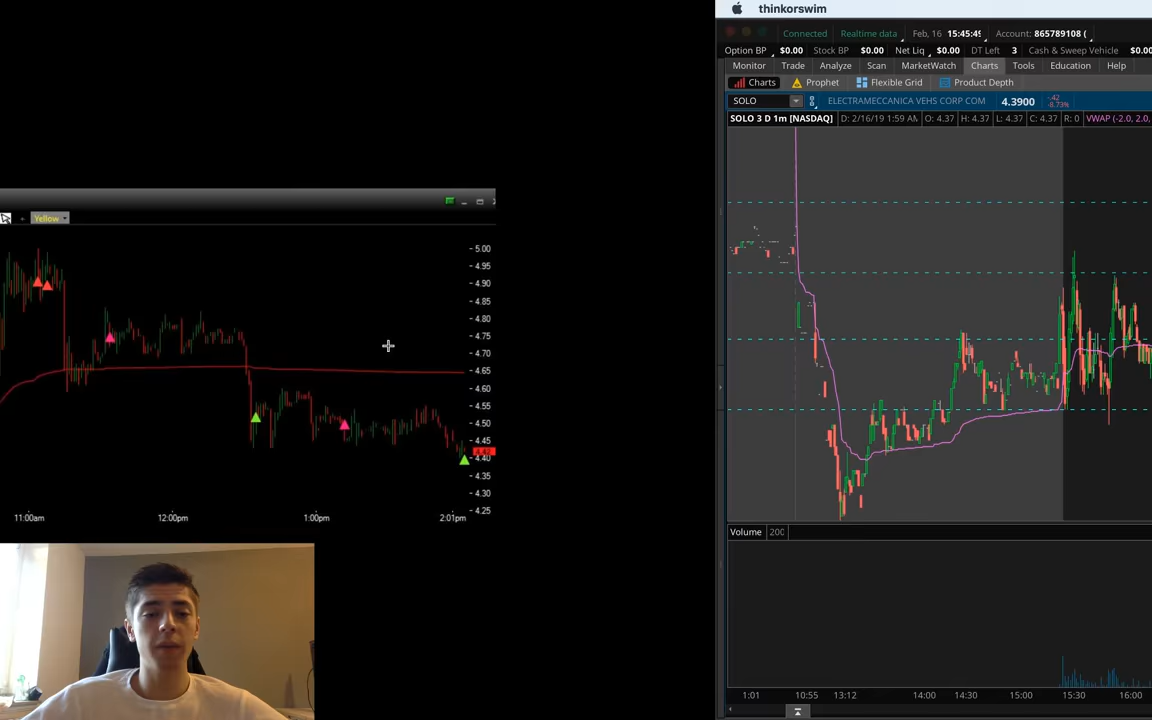 thinkorswim
Connected Realtime data Feb, 16 15:45:49 Account: 865789108 (
Option BP $0.00 Stock BP $0.00 Net Liq $0.00 DT Left 3 Cash & Sweep Vehicle $0.00
Monitor Trade Analyze Scan MarketWatch Charts Tools Education Help
Charts Prophet Flexible Grid Product Depth
SOLO ELECTRAMECCANICA VEHS CORP COM 4.3900 -.42
-8.73%
SOLO 3 D 1m [NASDAQ] D: 2/16/19 1:59 AM O: 4.37 H: 4.37 L: 4.37 C: 4.37 R: 0 VWAP (-2.0, 2.0,
Yellow
5.00
4.95
4.90
4.85
4.80
4.75
4.70
4.65
4.60
4.55
4.50
4.45
4.40
4.35
4.30
4.25
11:00am 12:00pm 1:00pm 2:01pm
Volume 200
1:01 10:55 13:12 14:00 14:30 15:00 15:30 16:00